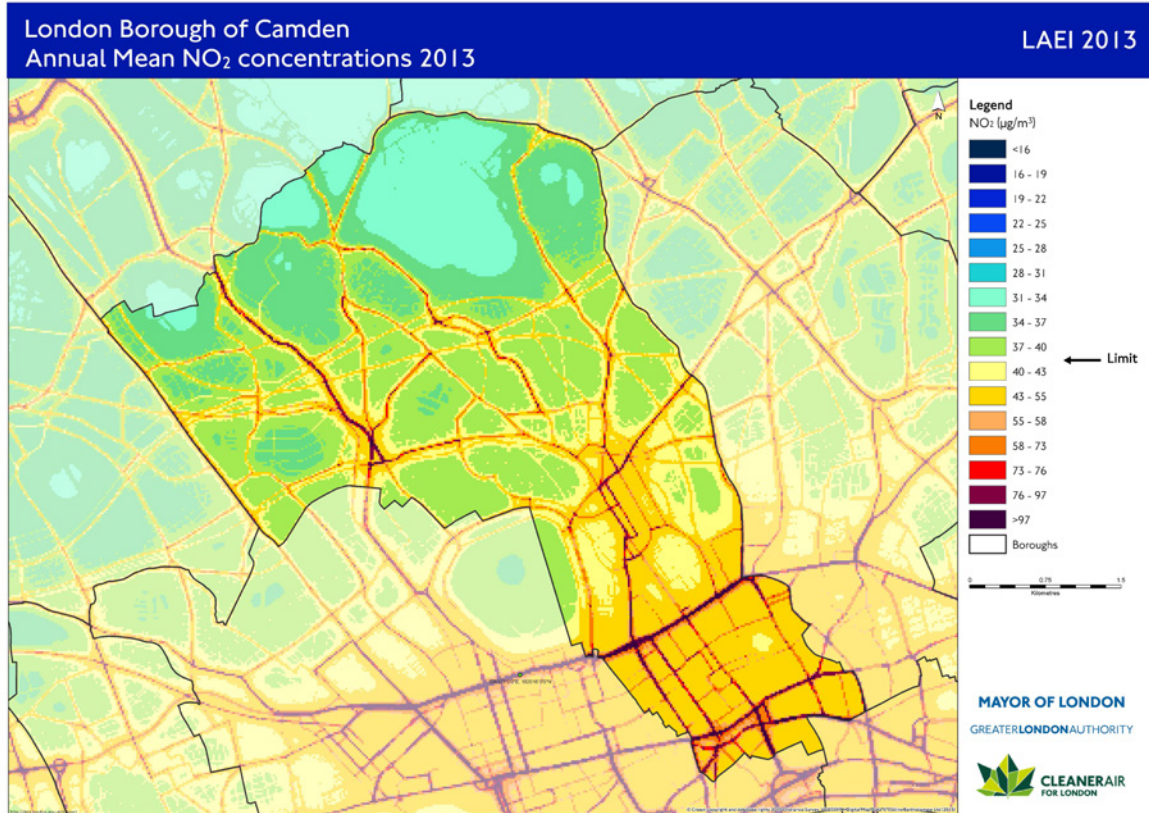 London Borough of Camden
Annual Mean NO₂ concentrations 2013
LAEI 2013
N
Legend
NO₂ (µg/m³)
<16
16 - 19
19 - 22
22 - 25
25 - 28
28 - 31
31 - 34
34 - 37
37 - 40
Limit
40 - 43
43 - 55
55 - 58
58 - 73
73 - 76
76 - 97
>97
Boroughs
0 0.75 1.5
Kilometres
MAYOR OF LONDON
GREATERLONDONAUTHORITY
CLEANERAIR
FOR LONDON